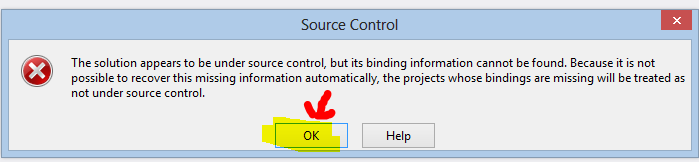 Source Control
The solution appears to be under source control, but its binding information cannot be found. Because it is not
possible to recover this missing information automatically, the projects whose bindings are missing will be treated as
not under source control.
OK
Help